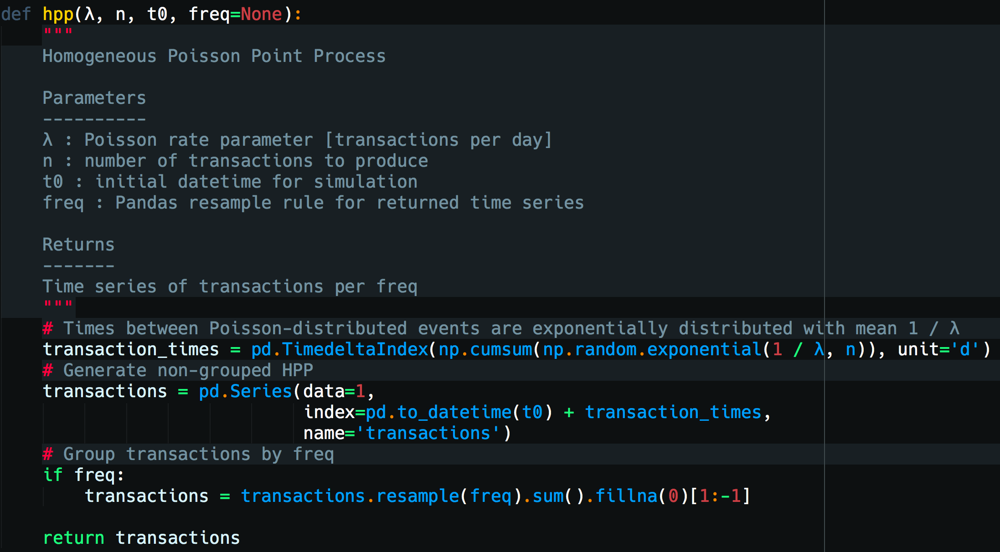 def hpp(λ, n, t0, freq=None):
    """
    Homogeneous Poisson Point Process

    Parameters
    ----------
    λ : Poisson rate parameter [transactions per day]
    n : number of transactions to produce
    t0 : initial datetime for simulation
    freq : Pandas resample rule for returned time series

    Returns
    -------
    Time series of transactions per freq
    """
    # Times between Poisson-distributed events are exponentially distributed with mean 1 / λ
    transaction_times = pd.TimedeltaIndex(np.cumsum(np.random.exponential(1 / λ, n)), unit='d')
    # Generate non-grouped HPP
    transactions = pd.Series(data=1,
                             index=pd.to_datetime(t0) + transaction_times,
                             name='transactions')
    # Group transactions by freq
    if freq:
        transactions = transactions.resample(freq).sum().fillna(0)[1:-1]

    return transactions